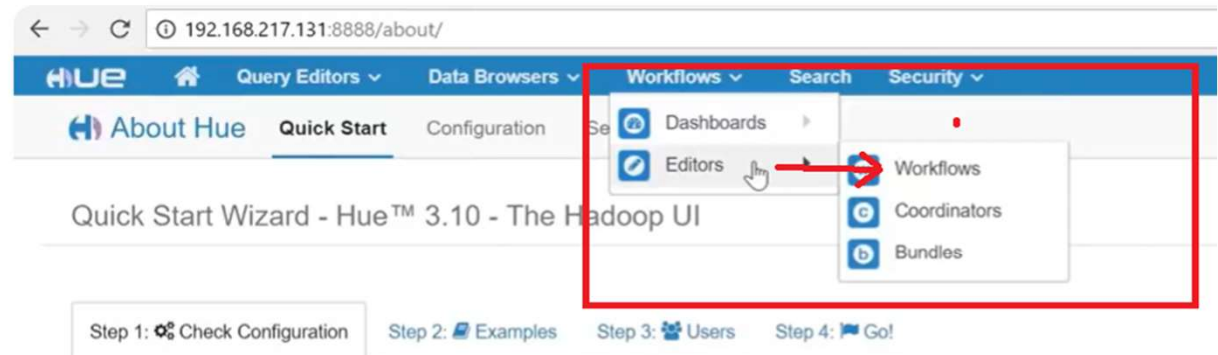 192.168.217.131:8888/about/
HUE Query Editors Data Browsers Workflows Search Security
About Hue Quick Start Configuration Se
Dashboards
Editors
Workflows
Coordinators
Bundles
Quick Start Wizard - Hue™ 3.10 - The Hadoop UI
Step 1: Check Configuration Step 2: Examples Step 3: Users Step 4: Go!